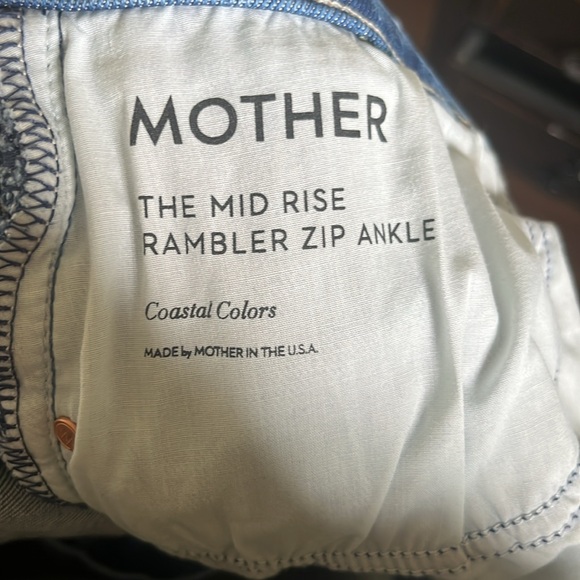 MOTHER
THE MID RISE
RAMBLER ZIP ANKLE
Coastal Colors
MADE by MOTHER IN THE U.S.A.